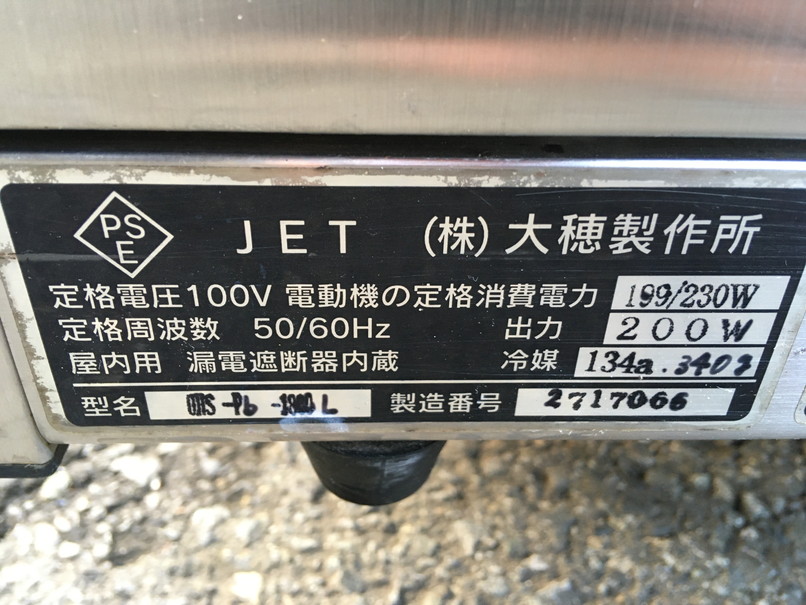 PS
E
JET (株)大穂製作所
定格電圧100V 電動機の定格消費電力 199/230W
定格周波数 50/60Hz 出力 200W
屋内用 漏電遮断器内蔵 冷媒 134a.340g
型名 製造番号 2717066